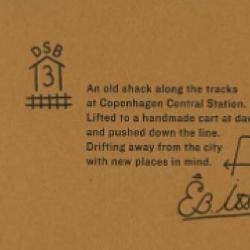 DSB
3
An old shack along the tracks
at Copenhagen Central Station.
Lifted to a handmade cart at
and pushed down the line.
Drifting away from the city
with new places in mind.